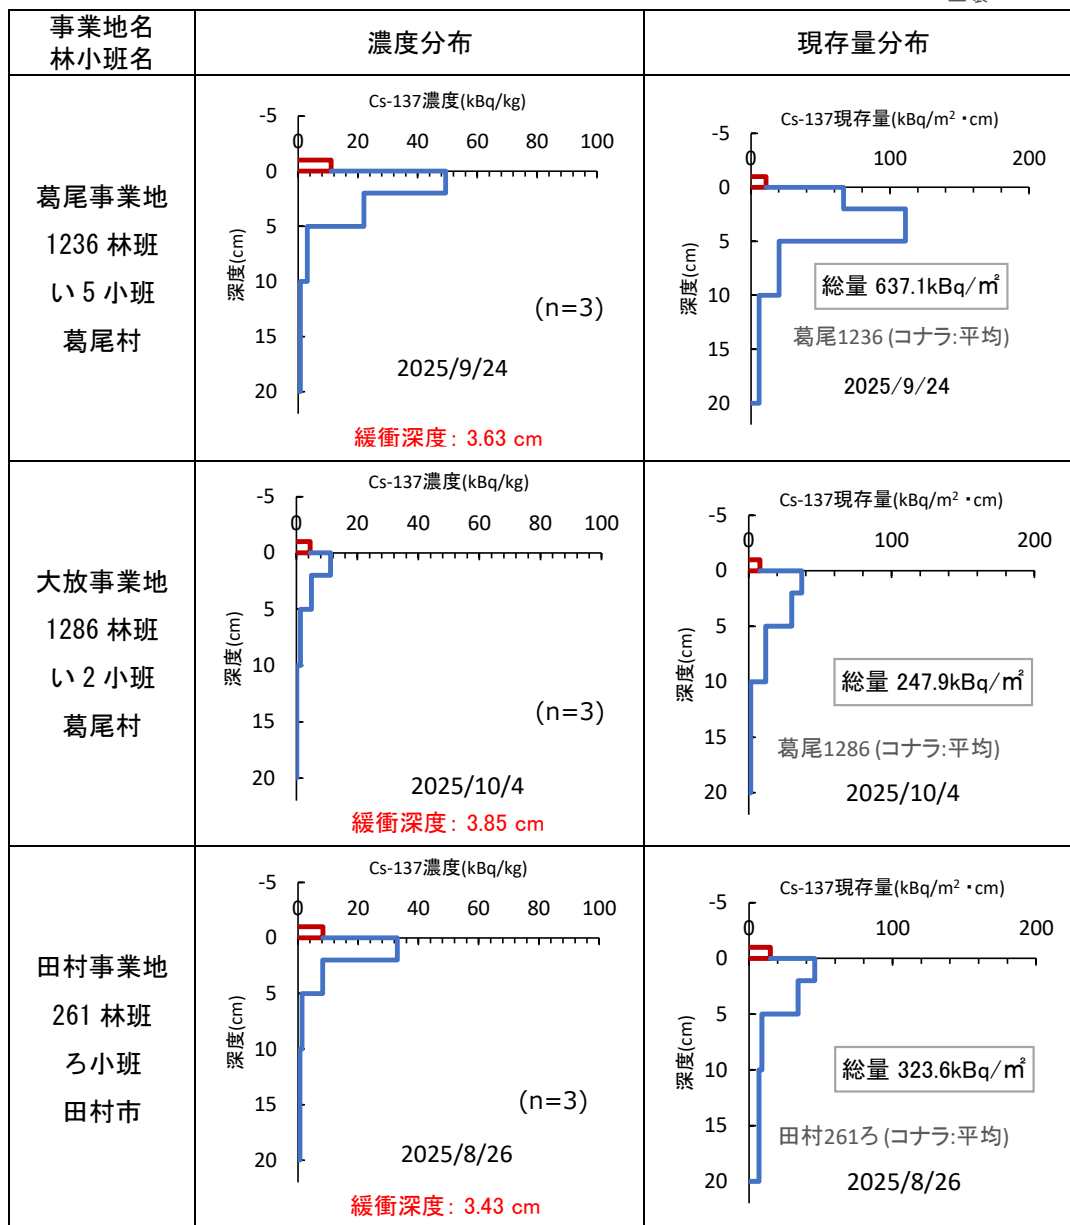 事業地名
林小班名
濃度分布
現存量分布
葛尾事業地
1236 林班
い 5 小班
葛尾村
Cs-137濃度(kBq/kg)
0 20 40 60 80 100
-5
0
5
10
15
20
深度(cm)
(n=3)
2025/9/24
緩衝深度: 3.63 cm
Cs-137現存量(kBq/m²・cm)
0 100 200
-5
0
5
10
15
20
深度(cm)
総量 637.1kBq/㎡
葛尾1236 (コナラ:平均)
2025/9/24
大放事業地
1286 林班
い 2 小班
葛尾村
Cs-137濃度(kBq/kg)
0 20 40 60 80 100
-5
0
5
10
15
20
深度(cm)
(n=3)
2025/10/4
緩衝深度: 3.85 cm
Cs-137現存量(kBq/m²・cm)
0 100 200
-5
0
5
10
15
20
深度(cm)
総量 247.9kBq/㎡
葛尾1286 (コナラ:平均)
2025/10/4
田村事業地
261 林班
ろ小班
田村市
Cs-137濃度(kBq/kg)
0 20 40 60 80 100
-5
0
5
10
15
20
深度(cm)
(n=3)
2025/8/26
緩衝深度: 3.43 cm
Cs-137現存量(kBq/m²・cm)
0 100 200
-5
0
5
10
15
20
深度(cm)
総量 323.6kBq/㎡
田村261ろ (コナラ:平均)
2025/8/26